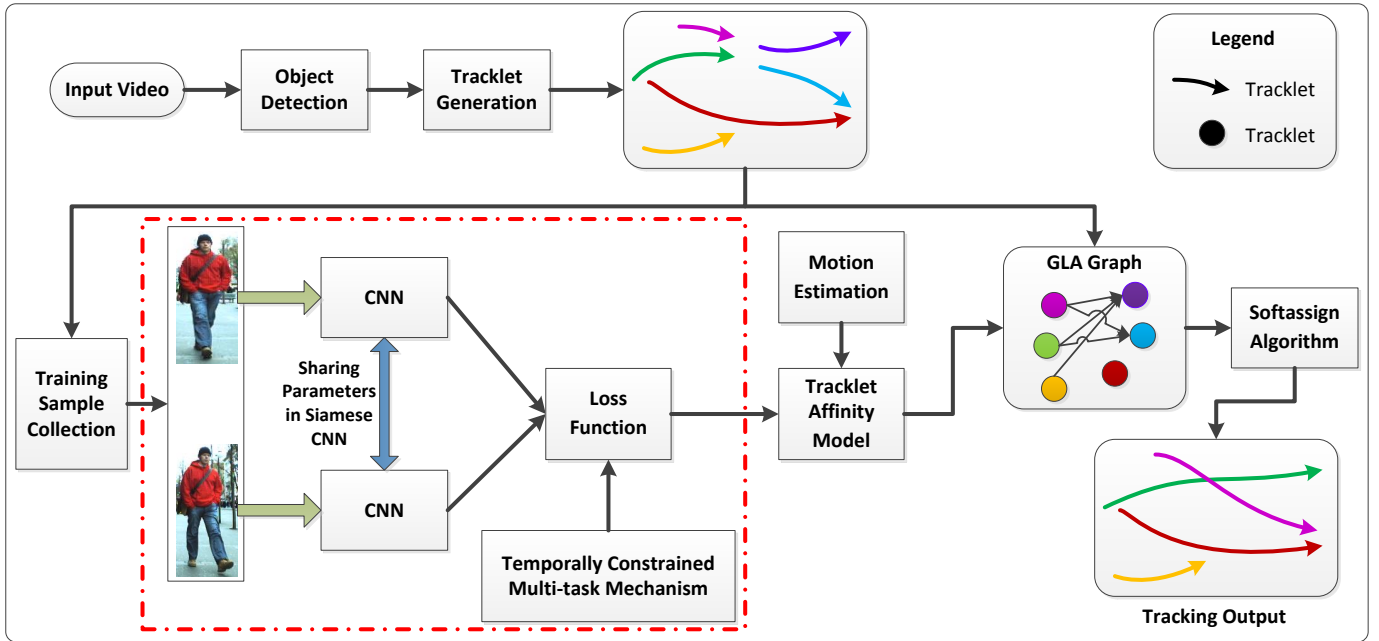 Input Video
Object
Detection
Tracklet
Generation
Legend
Tracklet
Tracklet
Training
Sample
Collection
CNN
Sharing
Parameters
in Siamese
CNN
CNN
Loss
Function
Temporally Constrained
Multi-task Mechanism
Motion
Estimation
Tracklet
Affinity
Model
GLA Graph
Softassign
Algorithm
Tracking Output